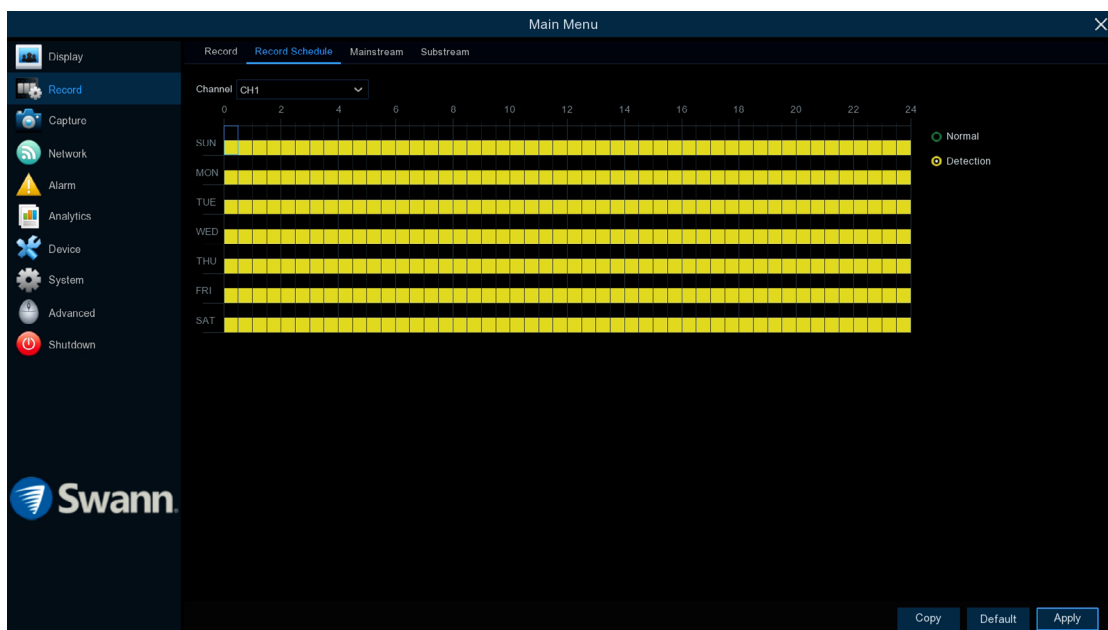 Main Menu
Display
Record
Capture
Network
Alarm
Analytics
Device
System
Advanced
Shutdown
Swann.
Record Record Schedule Mainstream Substream
Channel CH1
0 2 4 6 8 10 12 14 16 18 20 22 24
SUN
MON
TUE
WED
THU
FRI
SAT
Normal
Detection
Copy Default Apply